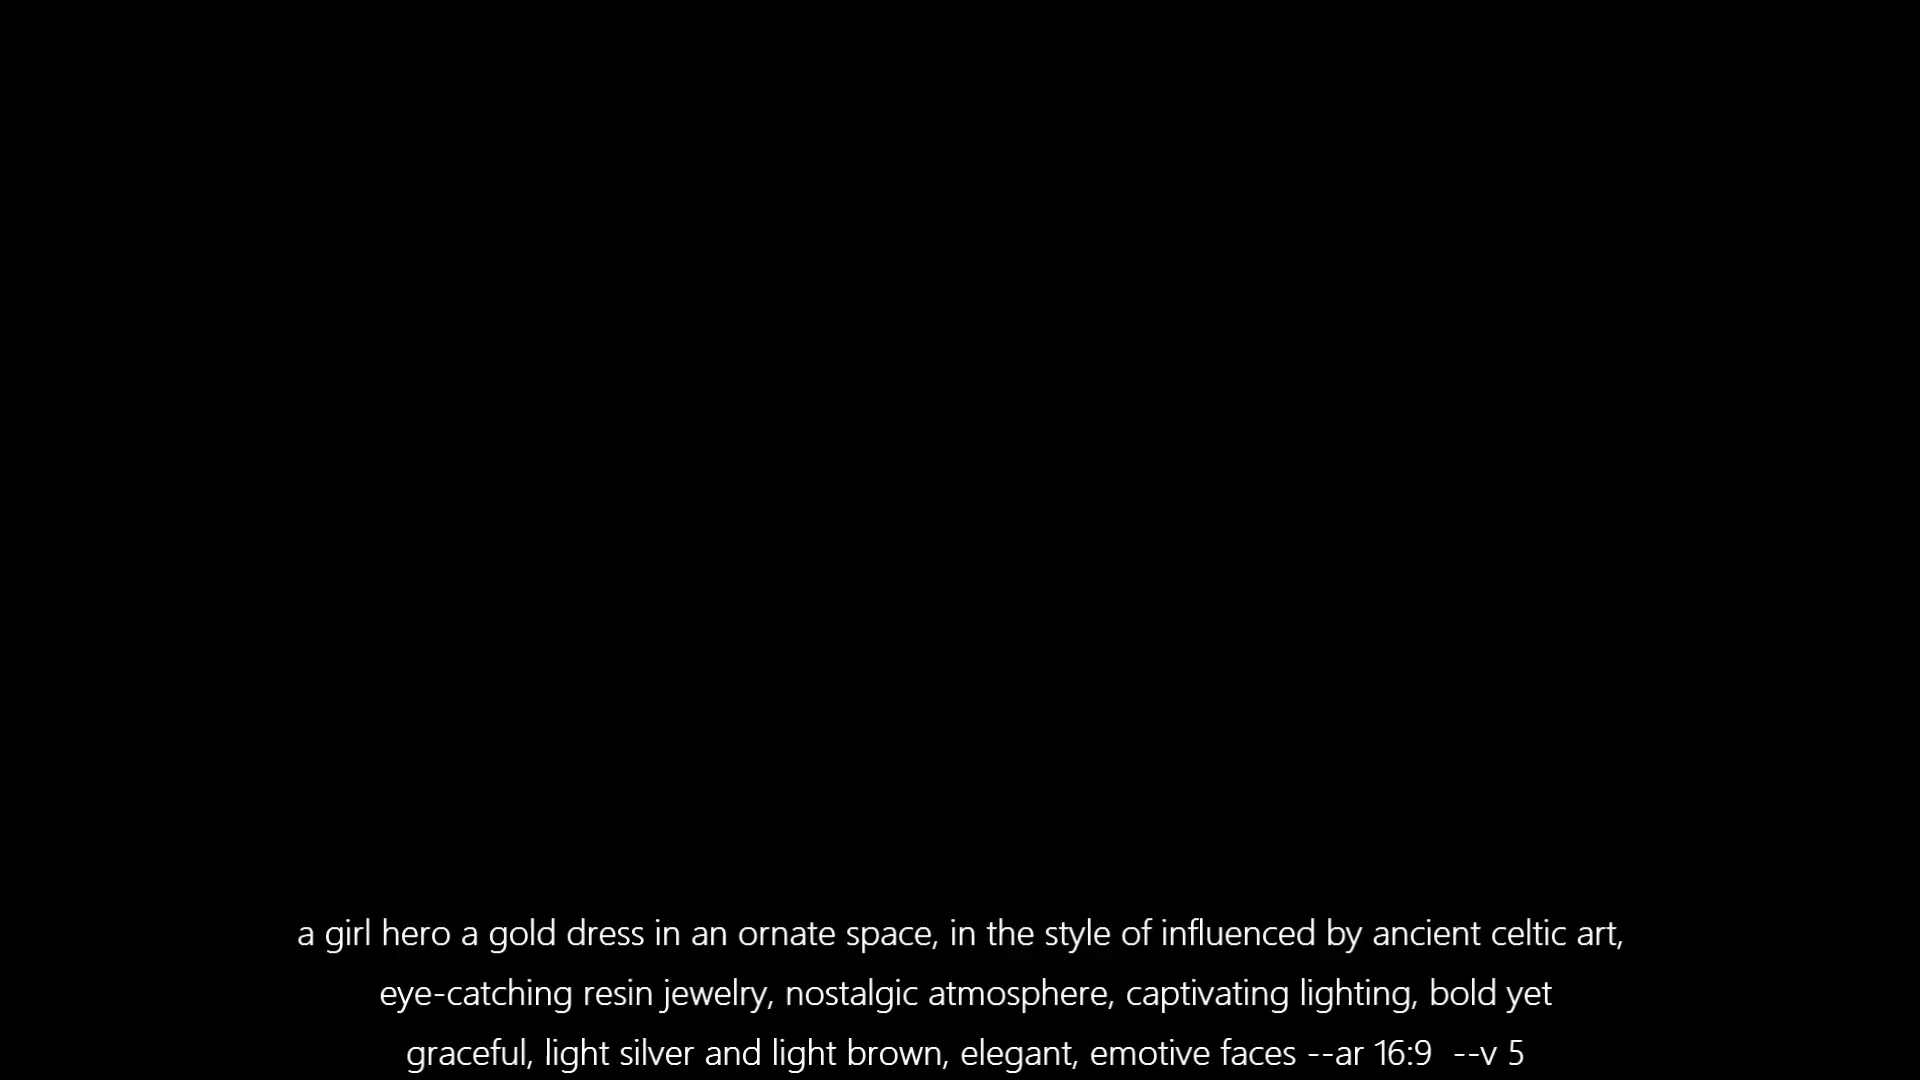 a girl hero a gold dress in an ornate space, in the style of influenced by ancient celtic art,
eye-catching resin jewelry, nostalgic atmosphere, captivating lighting, bold yet
graceful, light silver and light brown, elegant, emotive faces --ar 16:9  --v 5